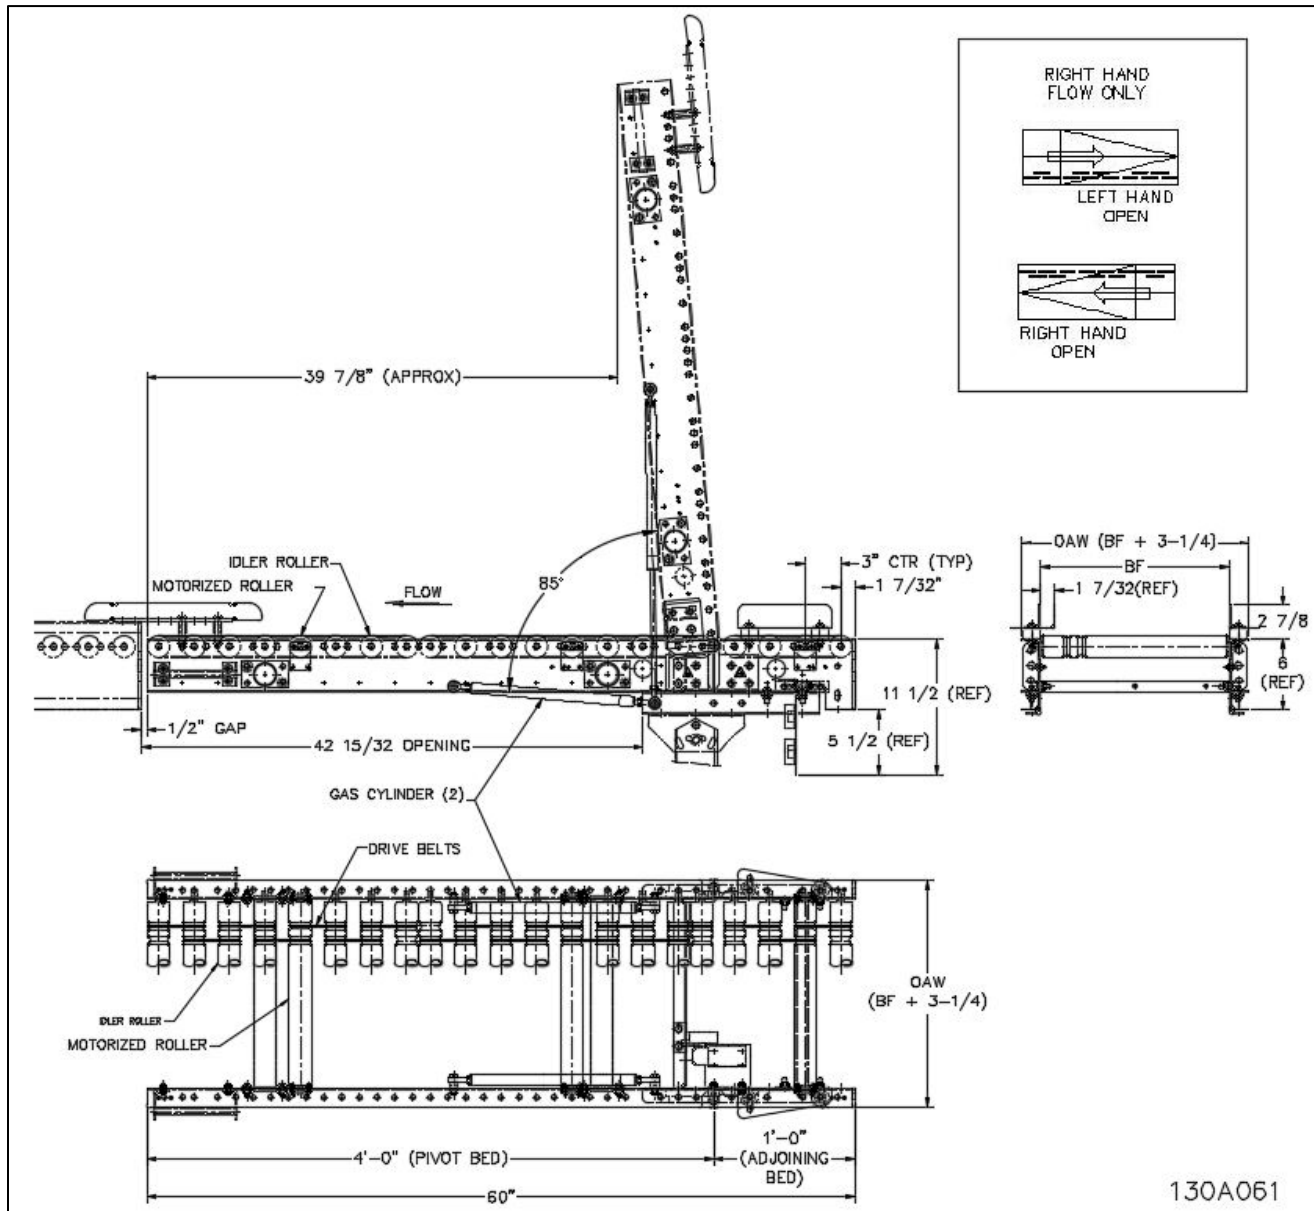 RIGHT HAND
FLOW ONLY
LEFT HAND
OPEN
RIGHT HAND
OPEN
39 7/8" (APPROX)
IDLER ROLLER
MOTORIZED ROLLER
FLOW
85°
3" CTR (TYP)
1 7/32"
OAW (BF + 3-1/4)
BF
1 7/32(REF)
2 7/8
6
(REF)
11 1/2 (REF)
5 1/2 (REF)
1/2" GAP
42 15/32 OPENING
GAS CYLINDER (2)
DRIVE BELTS
OAW
(BF + 3-1/4)
IDLER ROLLER
MOTORIZED ROLLER
4'-0" (PIVOT BED)
1'-0"
(ADJOINING
BED)
60"
130A061